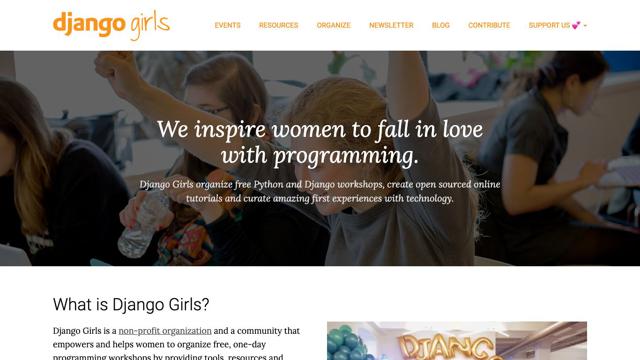 django girls
EVENTS RESOURCES ORGANIZE NEWSLETTER BLOG CONTRIBUTE SUPPORT US 💕
We inspire women to fall in love
with programming.
Django Girls organize free Python and Django workshops, create open sourced online
tutorials and curate amazing first experiences with technology.
What is Django Girls?
Django Girls is a non-profit organization and a community that
empowers and helps women to organize free, one-day
programming workshops by providing tools, resources and
DJANGO